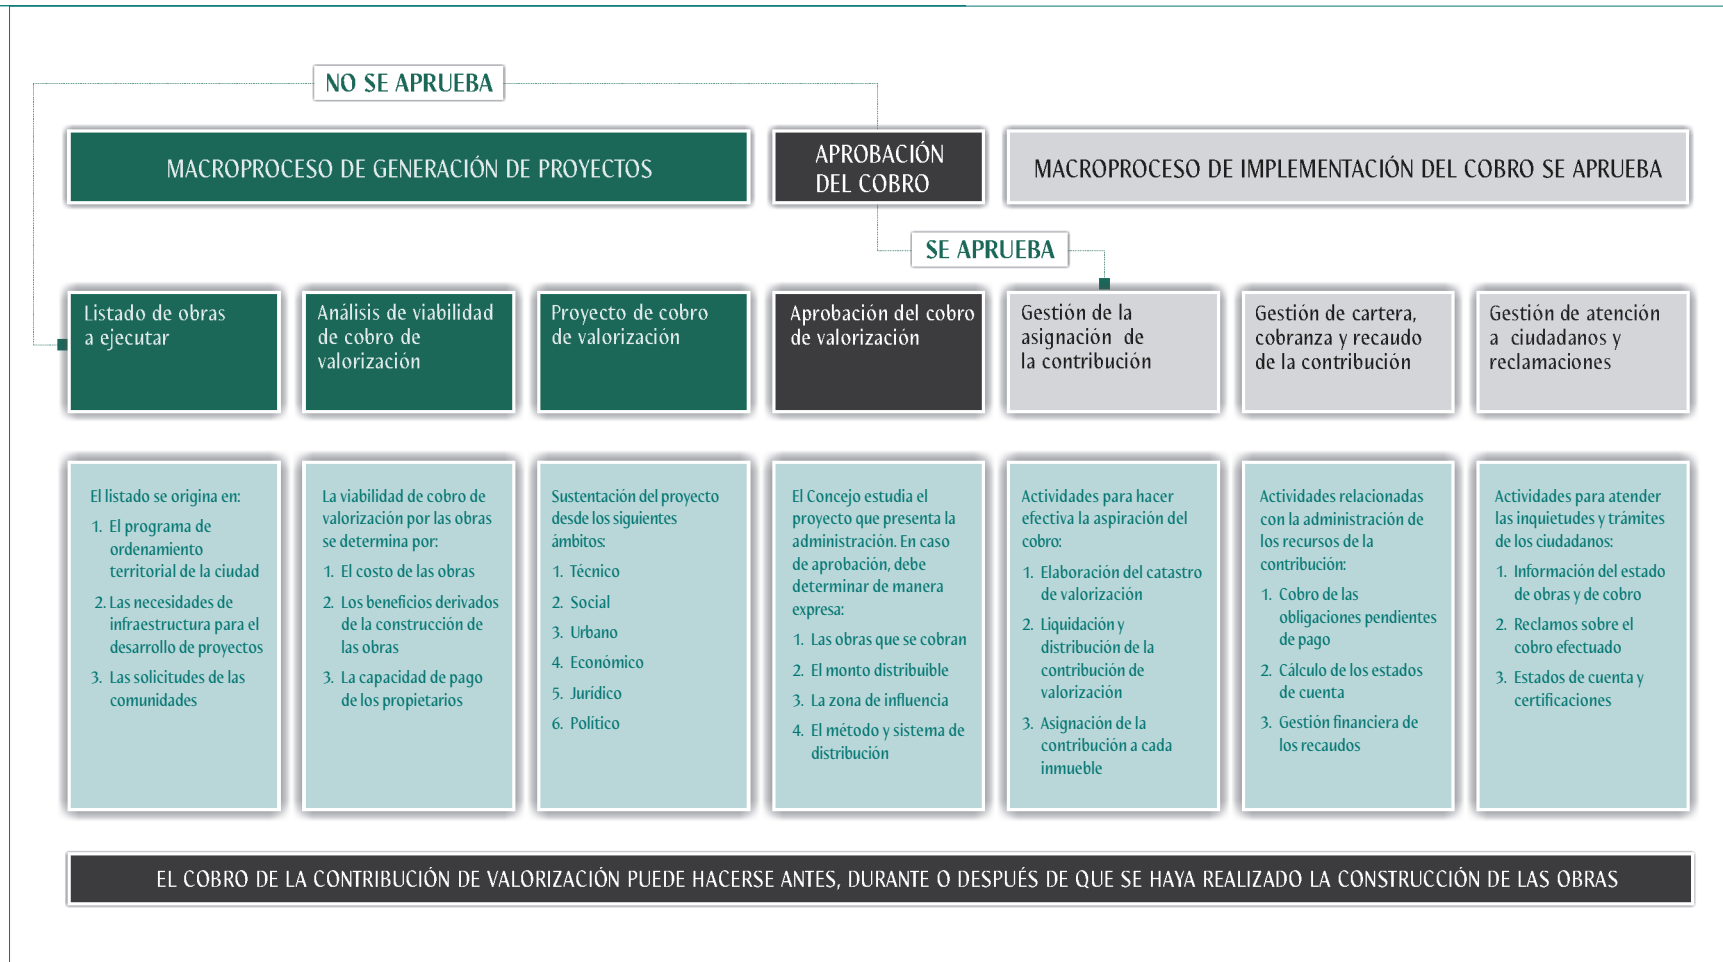 NO SE APRUEBA
MACROPROCESO DE GENERACIÓN DE PROYECTOS
APROBACIÓN
DEL COBRO
MACROPROCESO DE IMPLEMENTACIÓN DEL COBRO SE APRUEBA
SE APRUEBA
Listado de obras
a ejecutar
Análisis de viabilidad
de cobro de
valorización
Proyecto de cobro
de valorización
Aprobación del cobro
de valorización
Gestión de la
asignación de
la contribución
Gestión de cartera,
cobranza y recaudo
de la contribución
Gestión de atención
a ciudadanos y
reclamaciones
El listado se origina en:
1. El programa de
ordenamiento
territorial de la ciudad
2. Las necesidades de
infraestructura para el
desarrollo de proyectos
3. Las solicitudes de las
comunidades
La viabilidad de cobro de
valorización por las obras
se determina por:
1. El costo de las obras
2. Los beneficios derivados
de la construcción de
las obras
3. La capacidad de pago
de los propietarios
Sustentación del proyecto
desde los siguientes
ámbitos:
1. Técnico
2. Social
3. Urbano
4. Económico
5. Jurídico
6. Político
El Concejo estudia el
proyecto que presenta la
administración. En caso
de aprobación, debe
determinar de manera
expresa:
1. Las obras que se cobran
2. El monto distribuible
3. La zona de influencia
4. El método y sistema de
distribución
Actividades para hacer
efectiva la aspiración del
cobro:
1. Elaboración del catastro
de valorización
2. Liquidación y
distribución de la
contribución de
valorización
3. Asignación de la
contribución a cada
inmueble
Actividades relacionadas
con la administración de
los recursos de la
contribución:
1. Cobro de las
obligaciones pendientes
de pago
2. Cálculo de los estados
de cuenta
3. Gestión financiera de
los recaudos
Actividades para atender
las inquietudes y trámites
de los ciudadanos:
1. Información del estado
de obras y de cobro
2. Reclamos sobre el
cobro efectuado
3. Estados de cuenta y
certificaciones
EL COBRO DE LA CONTRIBUCIÓN DE VALORIZACIÓN PUEDE HACERSE ANTES, DURANTE O DESPUÉS DE QUE SE HAYA REALIZADO LA CONSTRUCCIÓN DE LAS OBRAS